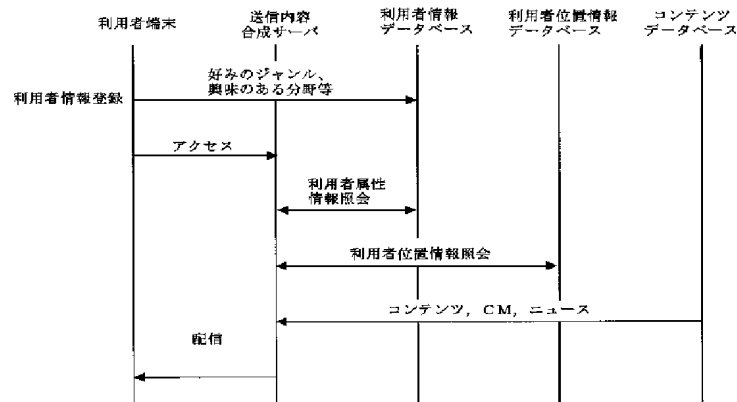 利用者端末
送信内容
合成サーバ
利用者情報
データベース
利用者位置情報
データベース
コンテンツ
データベース
利用者情報登録
好みのジャンル、
興味のある分野等
アクセス
利用者属性
情報照会
利用者位置情報照会
コンテンツ，ＣＭ，ニュース
配信